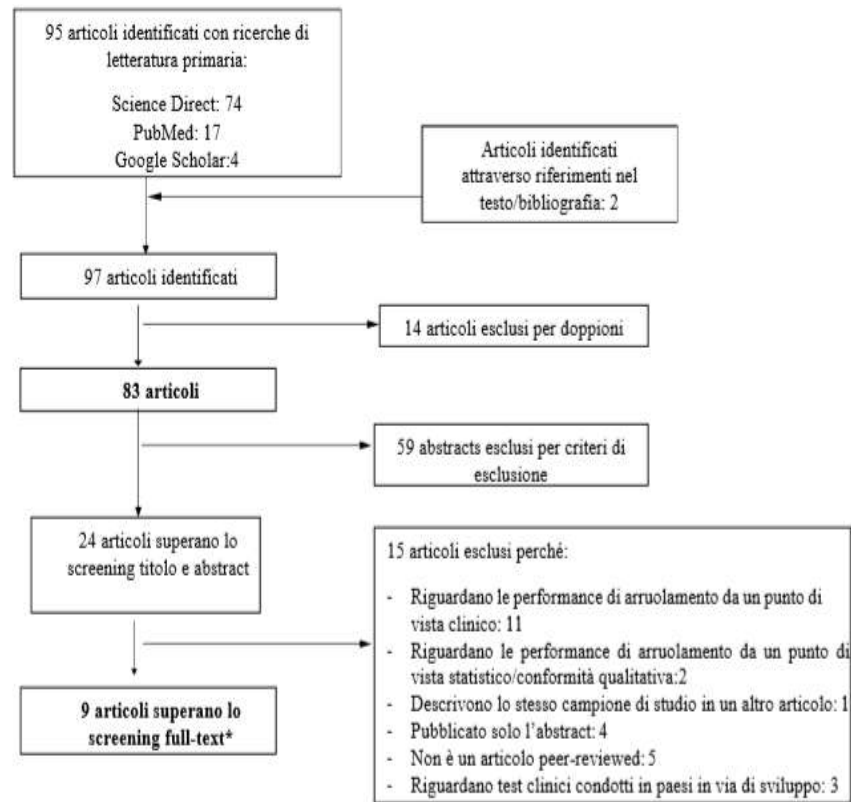 95 articoli identificati con ricerche di
letteratura primaria:
Science Direct: 74
PubMed: 17
Google Scholar:4
Articoli identificati
attraverso riferimenti nel
testo/bibliografia: 2
97 articoli identificati
14 articoli esclusi per doppioni
83 articoli
59 abstracts esclusi per criteri di
esclusione
24 articoli superano lo
screening titolo e abstract
15 articoli esclusi perché:
- Riguardano le performance di arruolamento da un punto di
vista clinico: 11
- Riguardano le performance di arruolamento da un punto di
vista statistico/conformità qualitativa:2
- Descrivono lo stesso campione di studio in un altro articolo: 1
- Pubblicato solo l'abstract: 4
- Non è un articolo peer-reviewed: 5
- Riguardano test clinici condotti in paesi in via di sviluppo: 3
9 articoli superano lo
screening full-text*